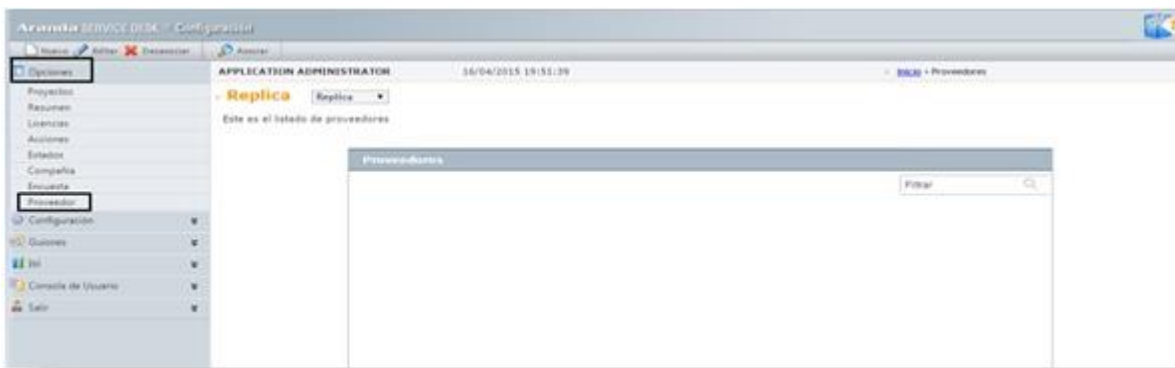 Aranda SERVICE DESK - Configuración
Nuevo Editar Desasociar Asociar
Opciones
Proyectos
Resumen
Licencias
Acciones
Estados
Compañía
Encuesta
Proveedor
Configuración
Guiones
Consola de Usuario
Salir
APPLICATION ADMINISTRATOR 16/04/2015 19:51:39 Inicio > Proveedores
Replica Replica
Este es el listado de proveedores
Proveedores
Filtrar